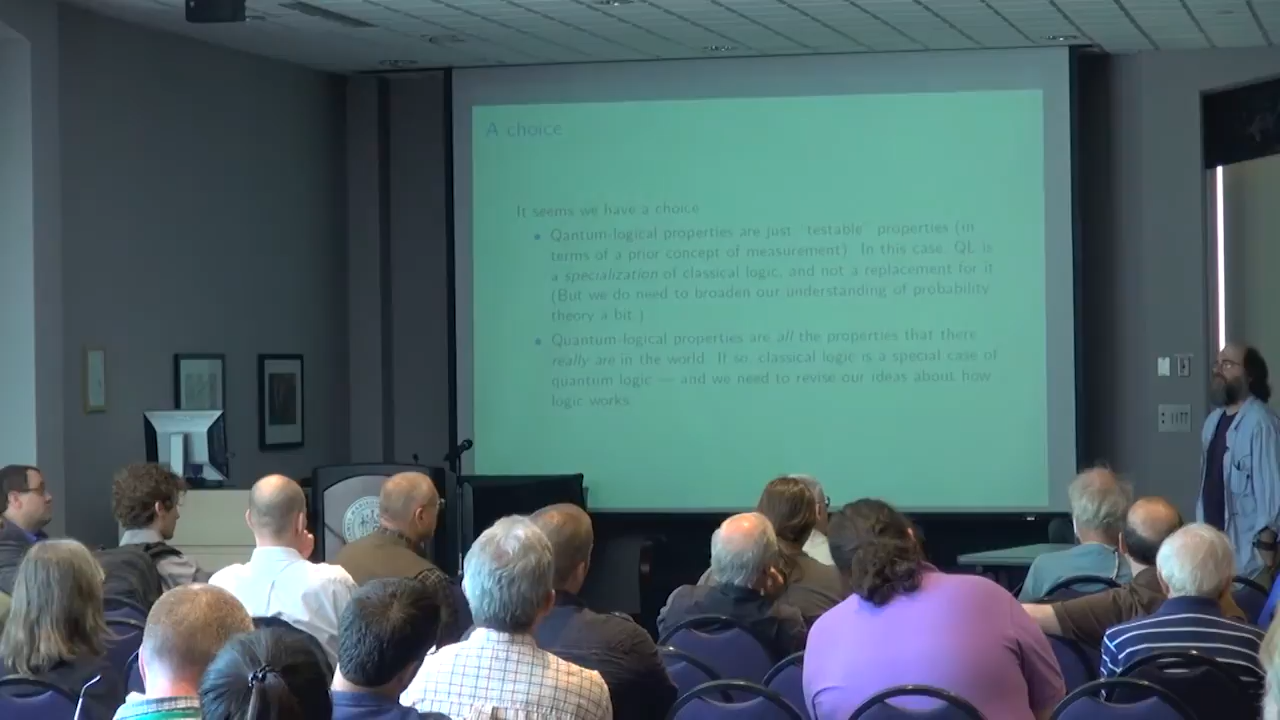 A choice
It seems we have a choice
• Qantum-logical properties are just "testable" properties (in
terms of a prior concept of measurement). In this case, QL is
a specialization of classical logic, and not a replacement for it
(But we do need to broaden our understanding of probability
theory a bit.)
• Quantum-logical properties are all the properties that there
really are in the world. If so, classical logic is a special case of
quantum logic — and we need to revise our ideas about how
logic works.